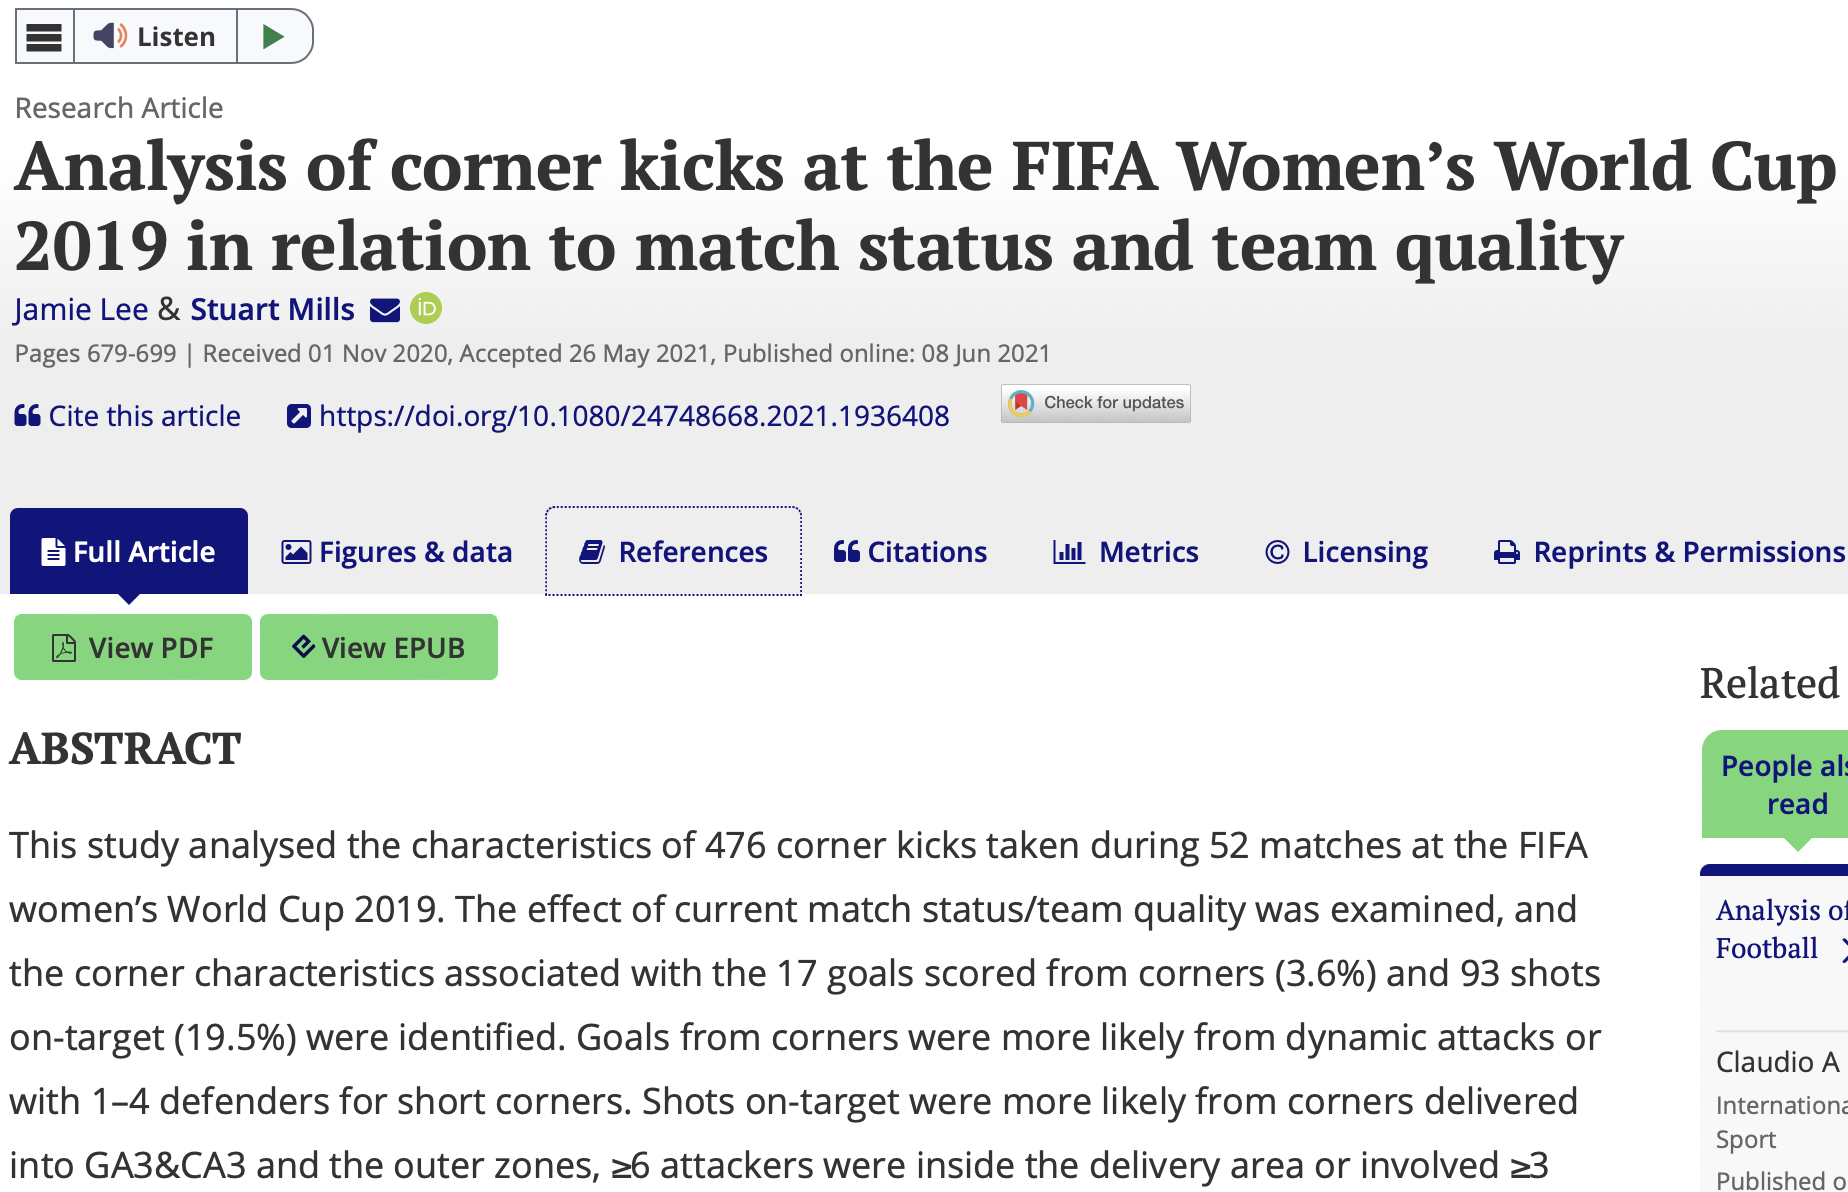 Listen
Research Article
Analysis of corner kicks at the FIFA Women’s World Cup
2019 in relation to match status and team quality
Jamie Lee & Stuart Mills iD
Pages 679-699 | Received 01 Nov 2020, Accepted 26 May 2021, Published online: 08 Jun 2021
Cite this article https://doi.org/10.1080/24748668.2021.1936408 Check for updates
Full Article Figures & data References Citations Metrics Licensing Reprints & Permissions
View PDF View EPUB
ABSTRACT
This study analysed the characteristics of 476 corner kicks taken during 52 matches at the FIFA
women’s World Cup 2019. The effect of current match status/team quality was examined, and
the corner characteristics associated with the 17 goals scored from corners (3.6%) and 93 shots
on-target (19.5%) were identified. Goals from corners were more likely from dynamic attacks or
with 1–4 defenders for short corners. Shots on-target were more likely from corners delivered
into GA3&CA3 and the outer zones, ≥6 attackers were inside the delivery area or involved ≥3
Related
People als
read
Analysis of
Football
Claudio A
Internationa
Sport
Published o